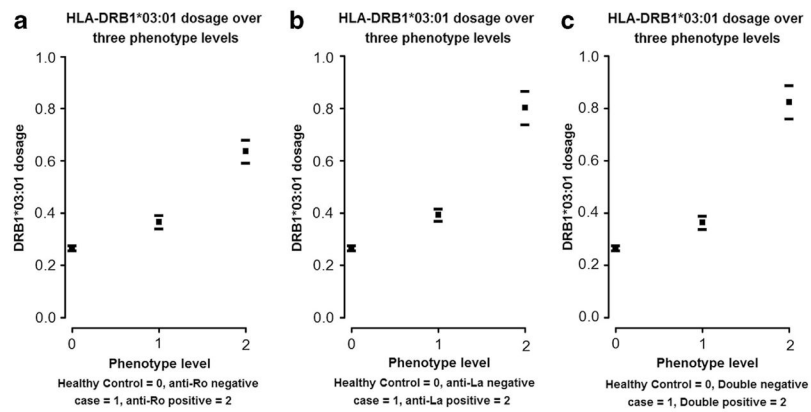 a
HLA-DRB1*03:01 dosage over
three phenotype levels
DRB1*03:01 dosage
1.0
0.8
0.6
0.4
0.2
0.0
0 1 2
Phenotype level
Healthy Control = 0, anti-Ro negative
case = 1, anti-Ro positive = 2
b
HLA-DRB1*03:01 dosage over
three phenotype levels
DRB1*03:01 dosage
1.0
0.8
0.6
0.4
0.2
0.0
0 1 2
Phenotype level
Healthy Control = 0, anti-La negative
case = 1, anti-La positive = 2
c
HLA-DRB1*03:01 dosage over
three phenotype levels
DRB1*03:01 dosage
1.0
0.8
0.6
0.4
0.2
0.0
0 1 2
Phenotype level
Healthy Control = 0, Double negative
case = 1, Double positive = 2